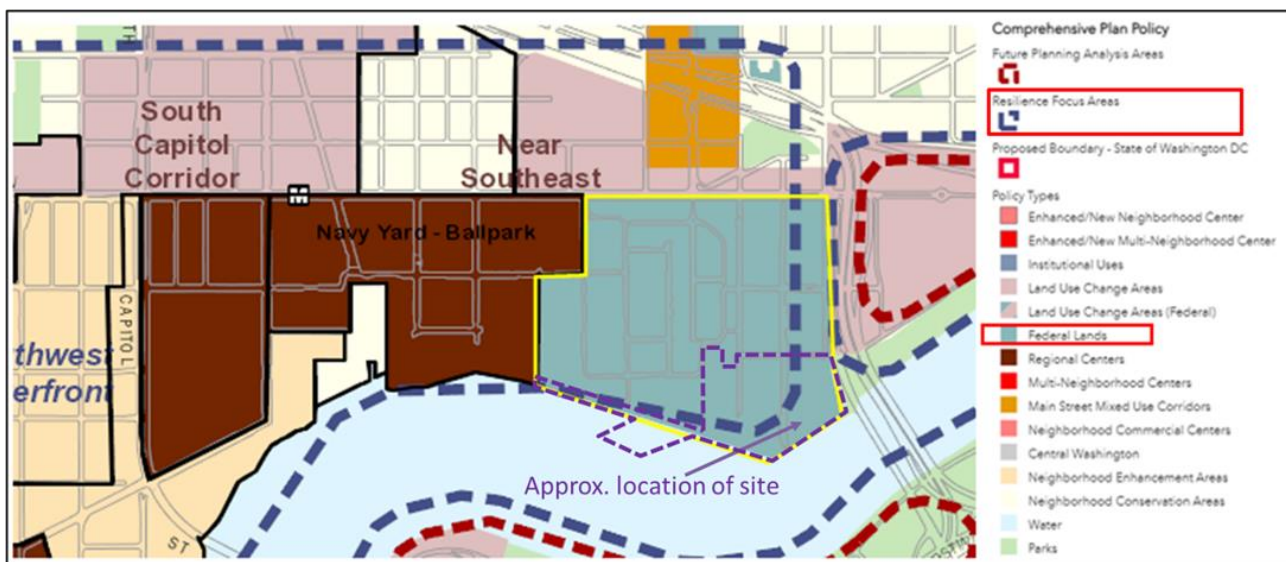 TH
South
Capitol
Corridor
Near
Southeast
Navy Yard - Ballpark
CAPITOL
thwest
erfront
ST
Approx. location of site
Comprehensive Plan Policy
Future Planning Analysis Areas
Resilience Focus Areas
Proposed Boundary - State of Washington DC
Policy Types
Enhanced/New Neighborhood Center
Enhanced/New Multi-Neighborhood Center
Institutional Uses
Land Use Change Areas
Land Use Change Areas (Federal)
Federal Lands
Regional Centers
Multi-Neighborhood Centers
Main Street Mixed Use Corridors
Neighborhood Commercial Centers
Central Washington
Neighborhood Enhancement Areas
Neighborhood Conservation Areas
Water
Parks